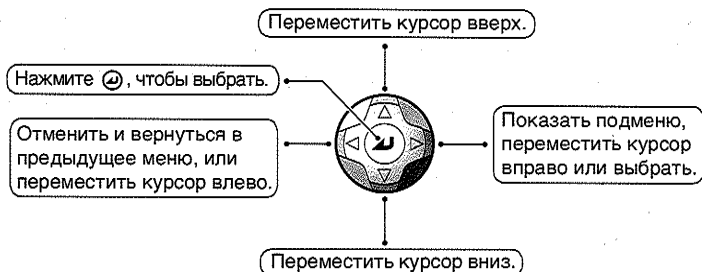 Переместить курсор вверх.
Нажмите , чтобы выбрать.
Отменить и вернуться в
предыдущее меню, или
переместить курсор влево.
Показать подменю,
переместить курсор
вправо или выбрать.
Переместить курсор вниз.